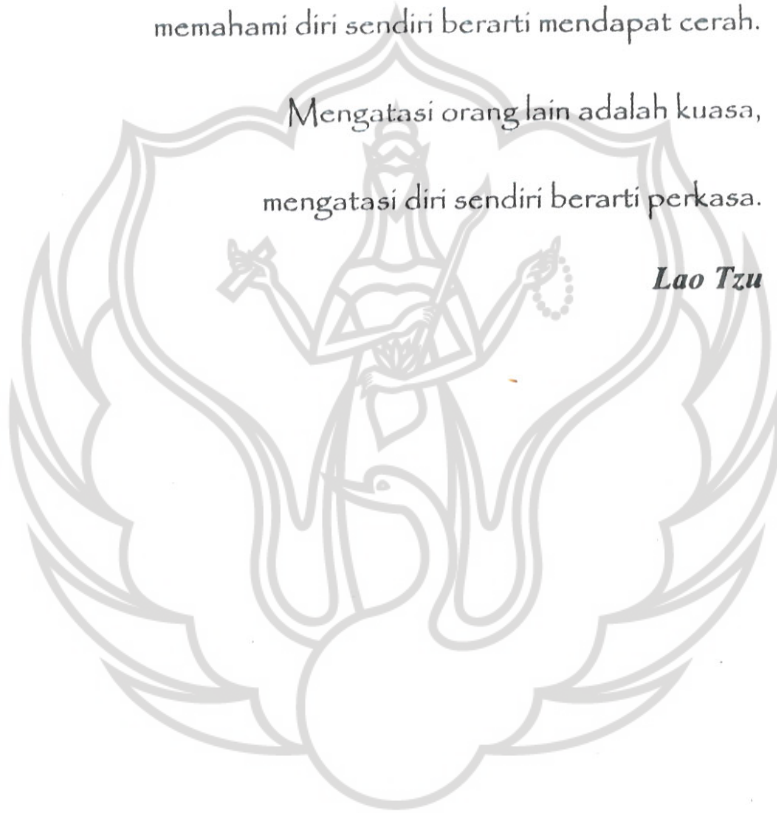 memahami diri sendiri berarti mendapat cerah.
Mengatasi orang lain adalah kuasa,
mengatasi diri sendiri berarti perkasa.
Lao Tzu